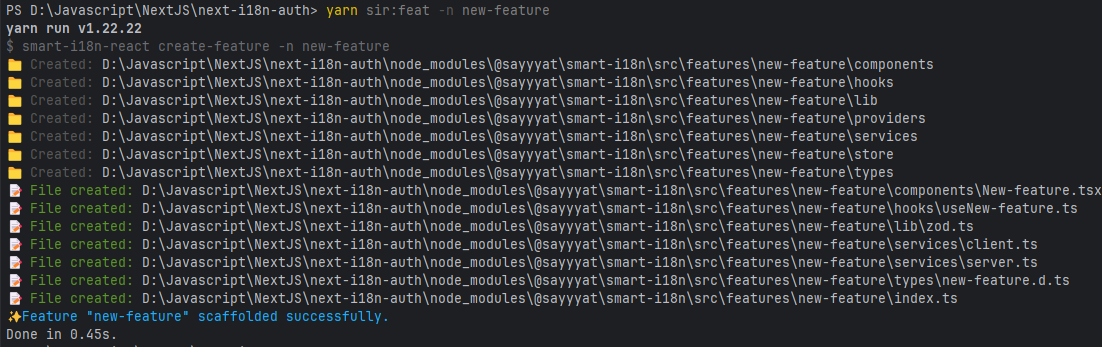 PS D:\Javascript\NextJS\next-i18n-auth> yarn sir:feat -n new-feature
yarn run v1.22.22
$ smart-i18n-react create-feature -n new-feature
📁 Created: D:\Javascript\NextJS\next-i18n-auth\node_modules\@sayyyat\smart-i18n\src\features\new-feature\components
📁 Created: D:\Javascript\NextJS\next-i18n-auth\node_modules\@sayyyat\smart-i18n\src\features\new-feature\hooks
📁 Created: D:\Javascript\NextJS\next-i18n-auth\node_modules\@sayyyat\smart-i18n\src\features\new-feature\lib
📁 Created: D:\Javascript\NextJS\next-i18n-auth\node_modules\@sayyyat\smart-i18n\src\features\new-feature\providers
📁 Created: D:\Javascript\NextJS\next-i18n-auth\node_modules\@sayyyat\smart-i18n\src\features\new-feature\services
📁 Created: D:\Javascript\NextJS\next-i18n-auth\node_modules\@sayyyat\smart-i18n\src\features\new-feature\store
📁 Created: D:\Javascript\NextJS\next-i18n-auth\node_modules\@sayyyat\smart-i18n\src\features\new-feature\types
📝 File created: D:\Javascript\NextJS\next-i18n-auth\node_modules\@sayyyat\smart-i18n\src\features\new-feature\components\New-feature.tsx
📝 File created: D:\Javascript\NextJS\next-i18n-auth\node_modules\@sayyyat\smart-i18n\src\features\new-feature\hooks\useNew-feature.ts
📝 File created: D:\Javascript\NextJS\next-i18n-auth\node_modules\@sayyyat\smart-i18n\src\features\new-feature\lib\zod.ts
📝 File created: D:\Javascript\NextJS\next-i18n-auth\node_modules\@sayyyat\smart-i18n\src\features\new-feature\services\client.ts
📝 File created: D:\Javascript\NextJS\next-i18n-auth\node_modules\@sayyyat\smart-i18n\src\features\new-feature\services\server.ts
📝 File created: D:\Javascript\NextJS\next-i18n-auth\node_modules\@sayyyat\smart-i18n\src\features\new-feature\types\new-feature.d.ts
📝 File created: D:\Javascript\NextJS\next-i18n-auth\node_modules\@sayyyat\smart-i18n\src\features\new-feature\index.ts
✨Feature "new-feature" scaffolded successfully.
Done in 0.45s.